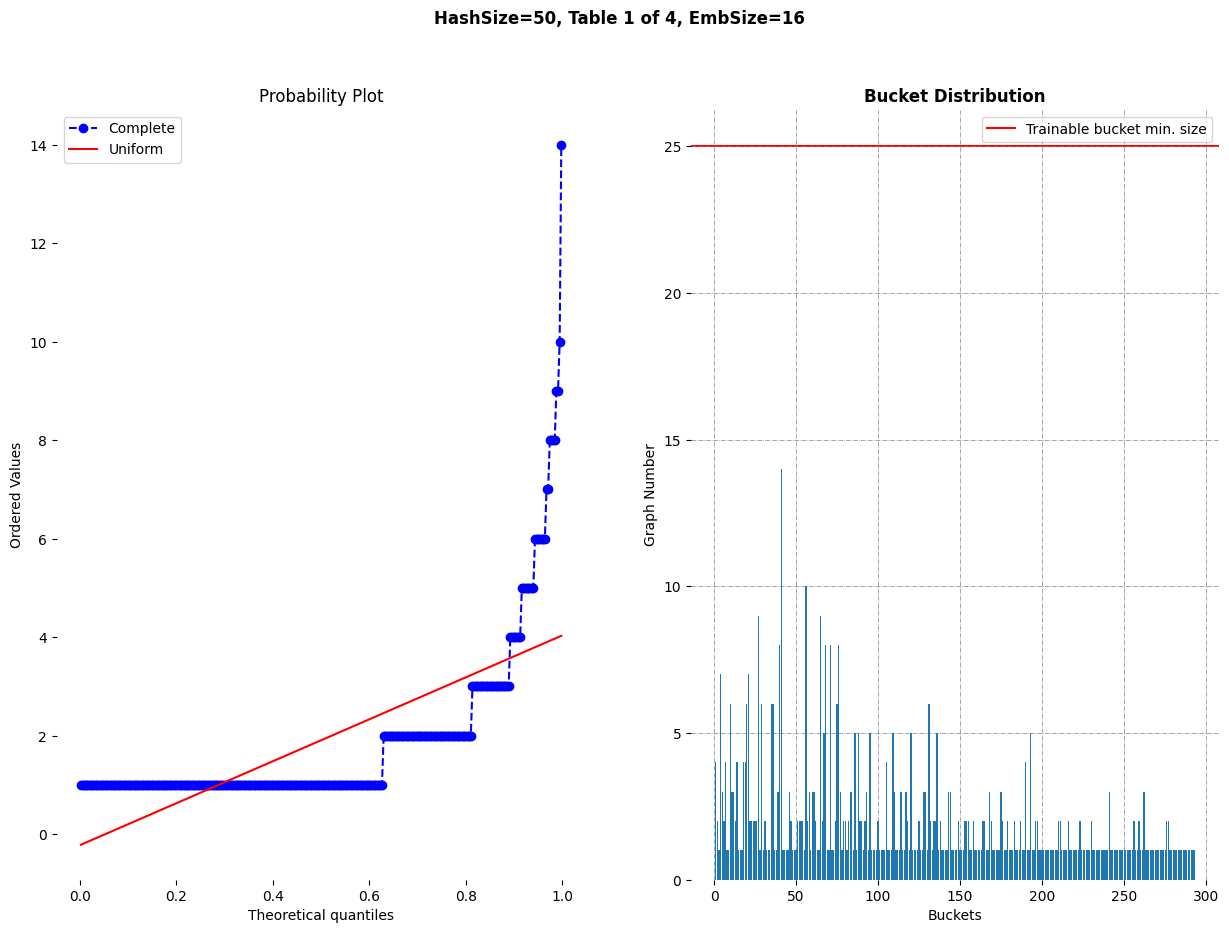 HashSize=50, Table 1 of 4, EmbSize=16
Probability Plot
Complete
Uniform
14
12
10
8
6
4
2
0
Ordered Values
0.0 0.2 0.4 0.6 0.8 1.0
Theoretical quantiles
Bucket Distribution
Trainable bucket min. size
25
20
15
10
5
0
Graph Number
0 50 100 150 200 250 300
Buckets